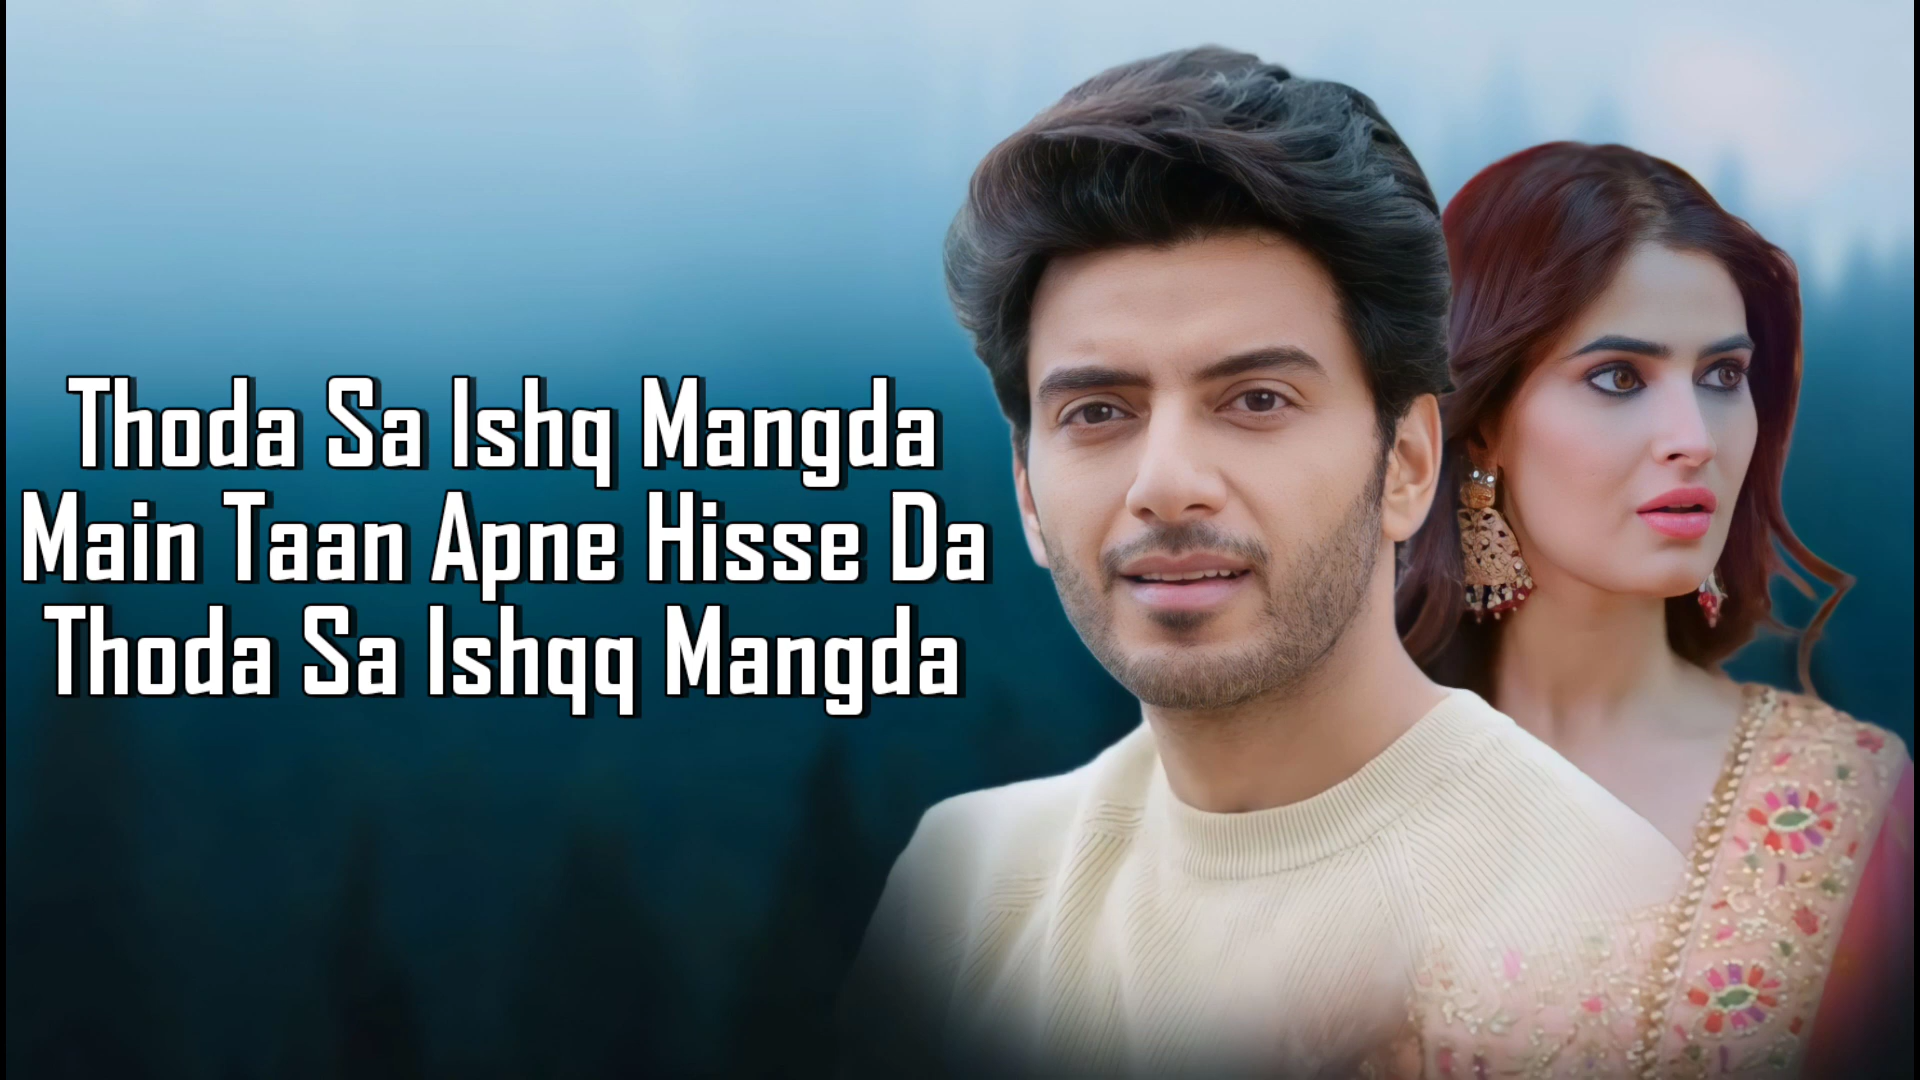 Thoda Sa Ishq Mangda
Main Taan Apne Hisse Da
Thoda Sa Ishqq Mangda